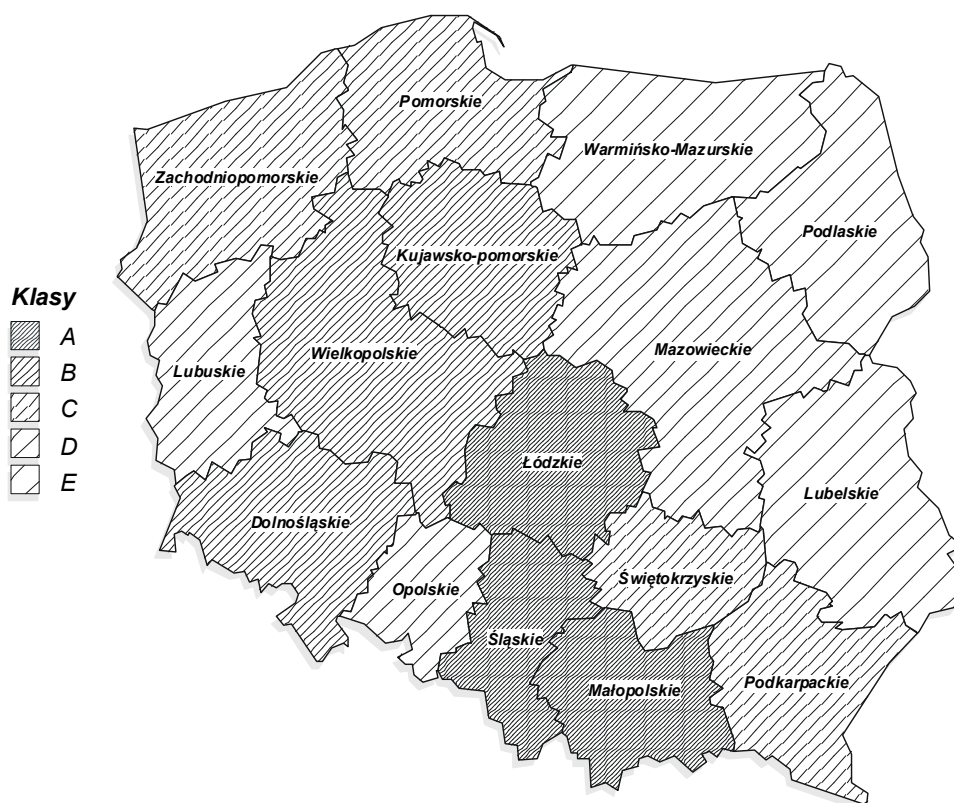 Pomorskie
Warmińsko-Mazurskie
Zachodniopomorskie
Podlaskie
Kujawsko-pomorskie
Klasy
A
B
C
D
E
Wielkopolskie
Mazowieckie
Lubuskie
Łódzkie
Lubelskie
Dolnośląskie
Świętokrzyskie
Opolskie
Śląskie
Małopolskie
Podkarpackie